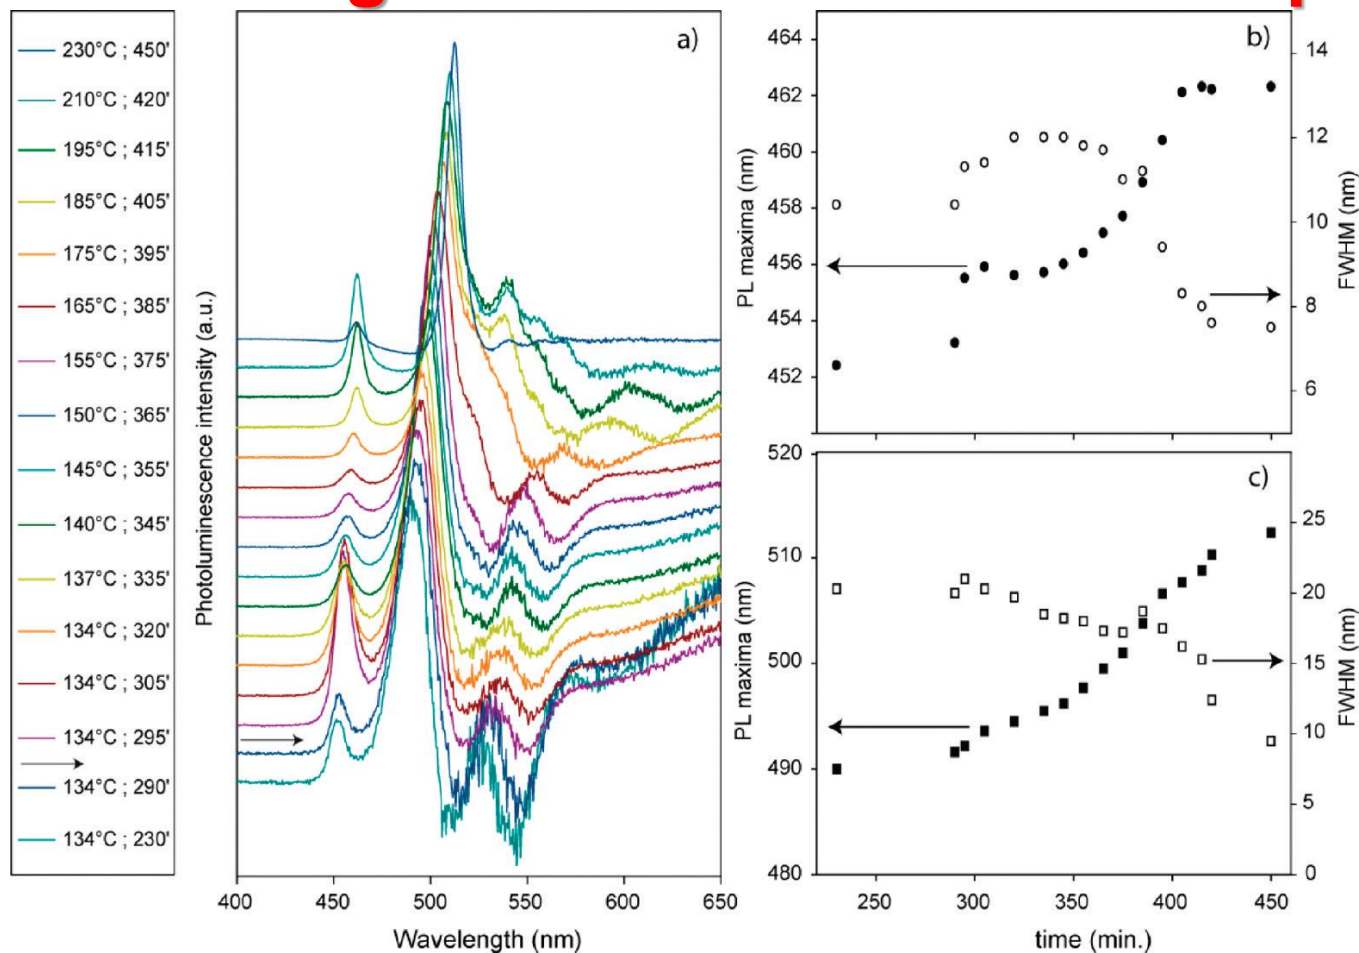 230°C ; 450'
210°C ; 420'
195°C ; 415'
185°C ; 405'
175°C ; 395'
165°C ; 385'
155°C ; 375'
150°C ; 365'
145°C ; 355'
140°C ; 345'
137°C ; 335'
134°C ; 320'
134°C ; 305'
134°C ; 295'
134°C ; 290'
134°C ; 230'
a)
Photoluminescence intensity (a.u.)
400 450 500 550 600 650
Wavelength (nm)
b)
PL maxima (nm)
464
462
460
458
456
454
452
14
12
10
8
6
FWHM (nm)
c)
PL maxima (nm)
520
510
500
490
480
25
20
15
10
5
0
FWHM (nm)
250 300 350 400 450
time (min.)